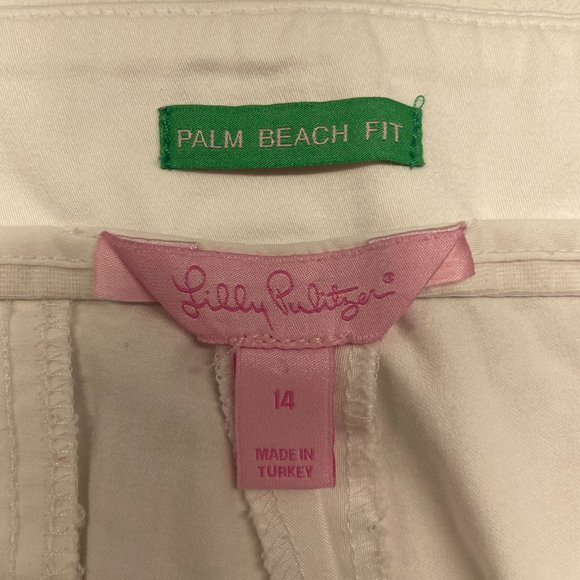 PALM BEACH FIT
Lilly Pulitzer®
14
MADE IN
TURKEY